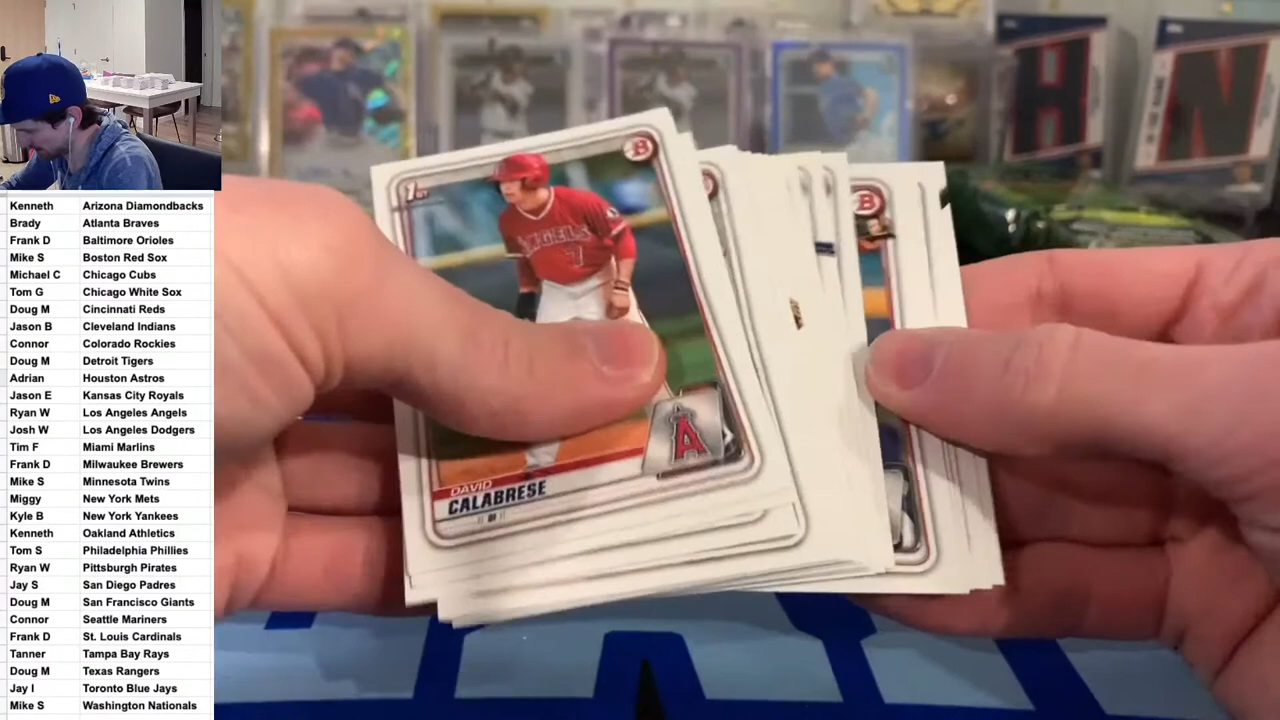 Kenneth Arizona Diamondbacks
Brady Atlanta Braves
Frank D Baltimore Orioles
Mike S Boston Red Sox
Michael C Chicago Cubs
Tom G Chicago White Sox
Doug M Cincinnati Reds
Jason B Cleveland Indians
Connor Colorado Rockies
Doug M Detroit Tigers
Adrian Houston Astros
Jason E Kansas City Royals
Ryan W Los Angeles Angels
Josh W Los Angeles Dodgers
Tim F Miami Marlins
Frank D Milwaukee Brewers
Mike S Minnesota Twins
Miggy New York Mets
Kyle B New York Yankees
Kenneth Oakland Athletics
Tom S Philadelphia Phillies
Ryan W Pittsburgh Pirates
Jay S San Diego Padres
Doug M San Francisco Giants
Connor Seattle Mariners
Frank D St. Louis Cardinals
Tanner Tampa Bay Rays
Doug M Texas Rangers
Jay I Toronto Blue Jays
Mike S Washington Nationals
1st
B
ANGELS
7
A
DAVID
CALABRESE
B
H
N